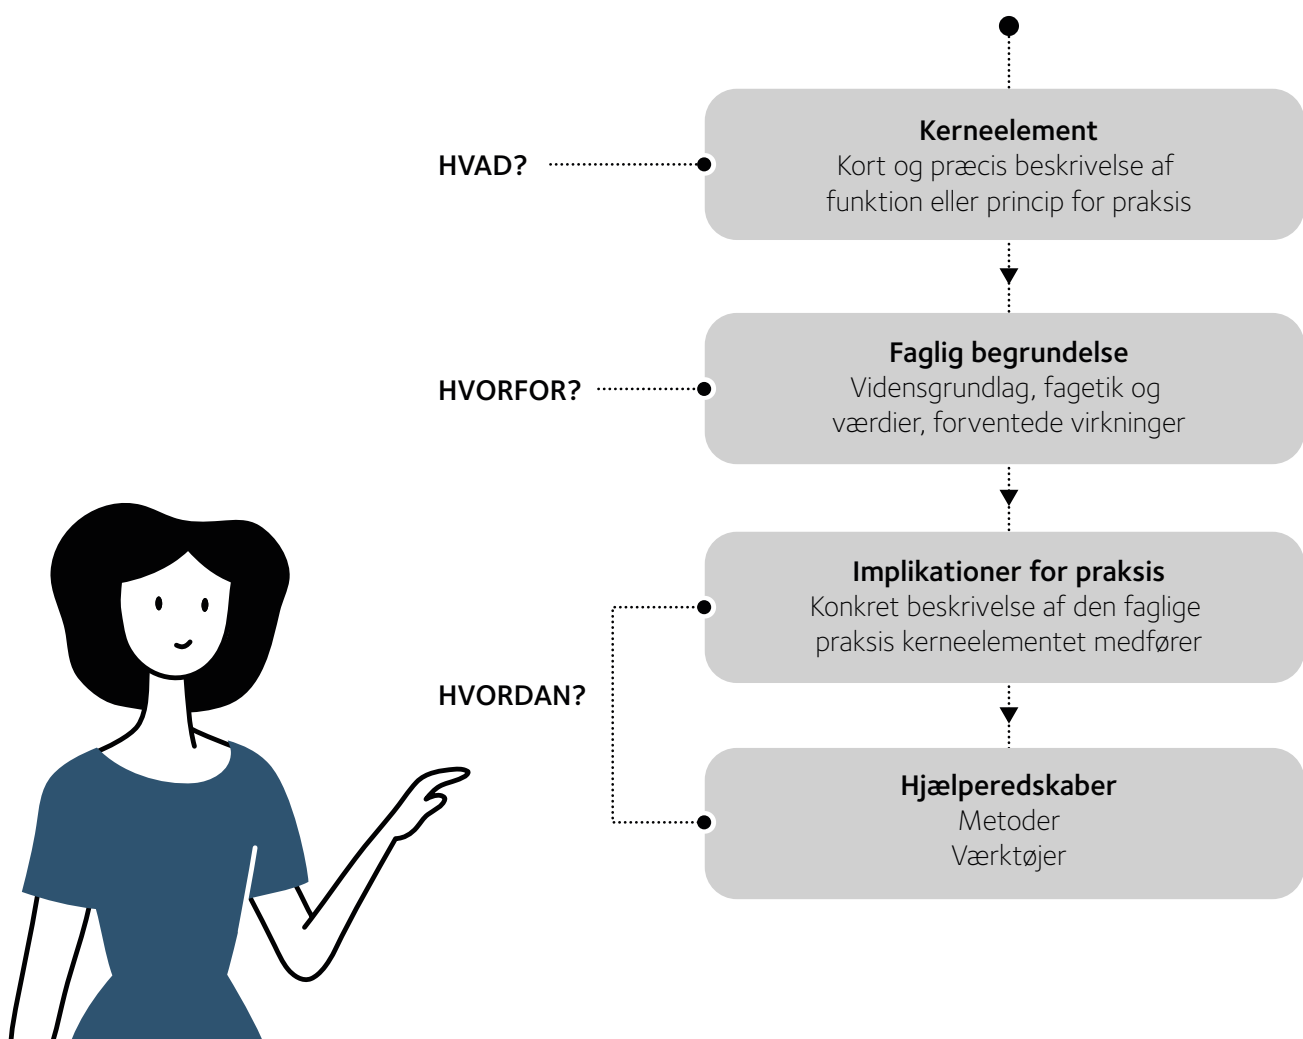 HVAD?
Kerneelement
Kort og præcis beskrivelse af
funktion eller princip for praksis
HVORFOR?
Faglig begrundelse
Vidensgrundlag, fagetik og
værdier, forventede virkninger
HVORDAN?
Implikationer for praksis
Konkret beskrivelse af den faglige
praksis kerneelementet medfører
Hjælperedskaber
Metoder
Værktøjer